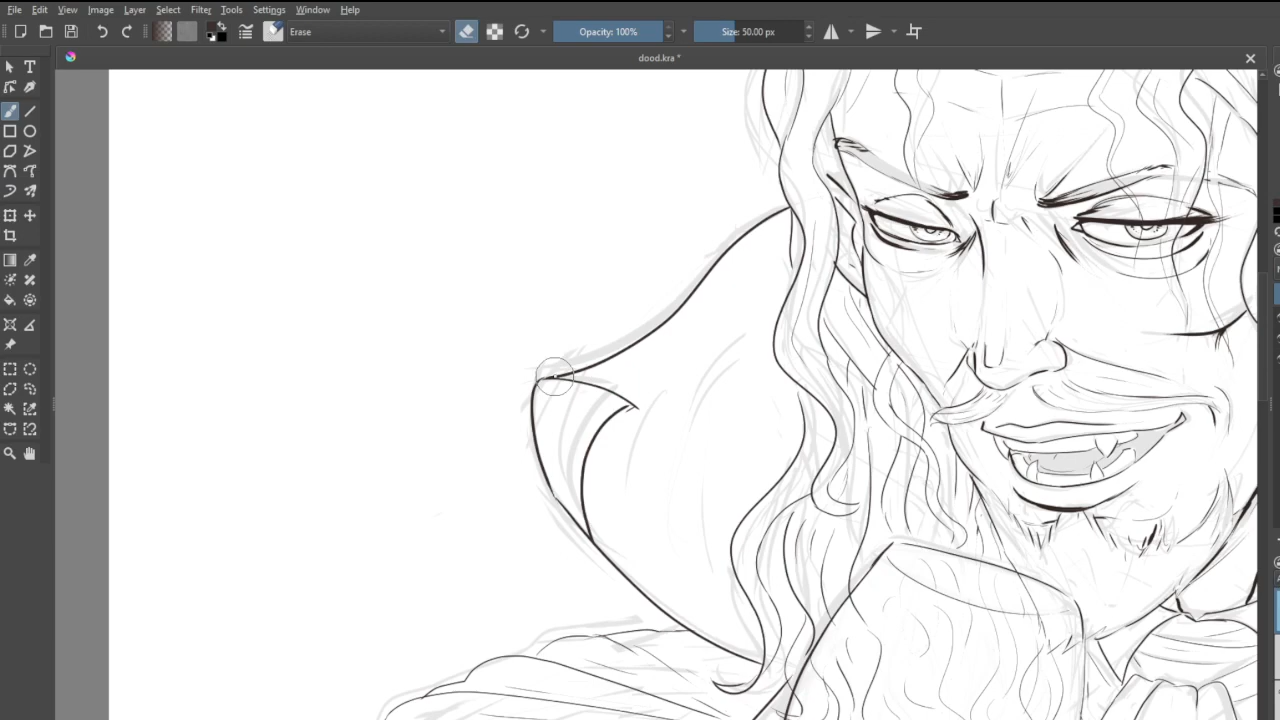 File Edit View Image Layer Select Filter Tools Settings Window Help
Erase Opacity: 100% Size: 50.00 px
dood.kra *